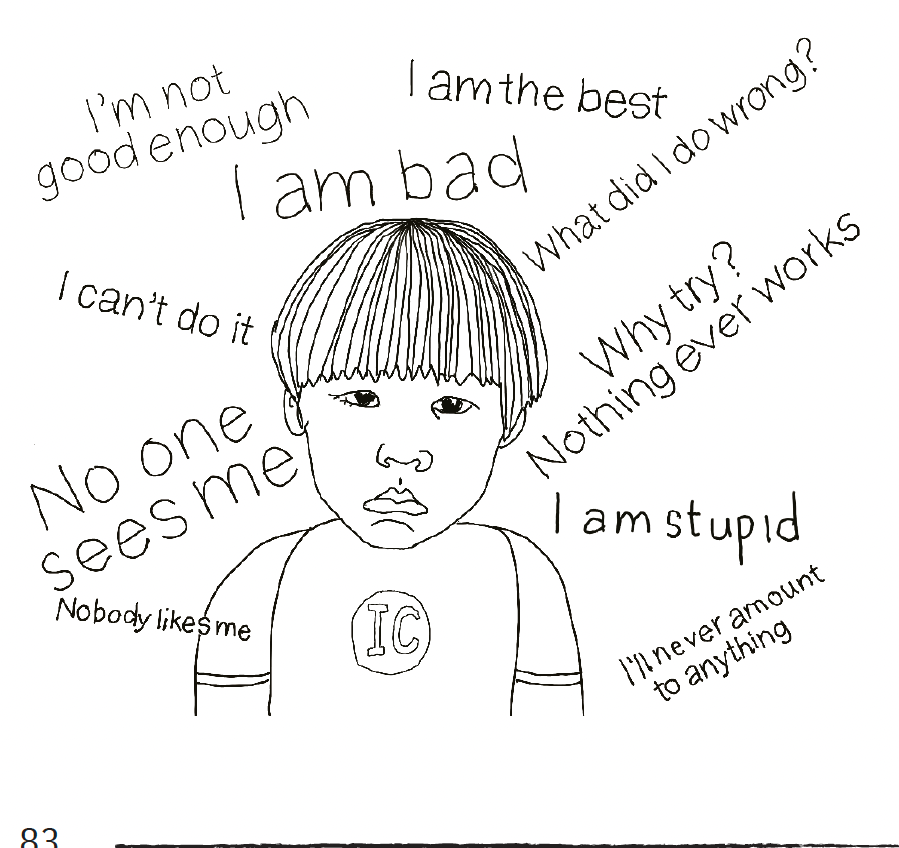 I'm not
good enough
I am the best
I am bad
What did I do wrong?
I can't do it
Why try?
Nothing ever works
No one
sees me
I am stupid
Nobody likes me
IC
I'll never amount
to anything
83